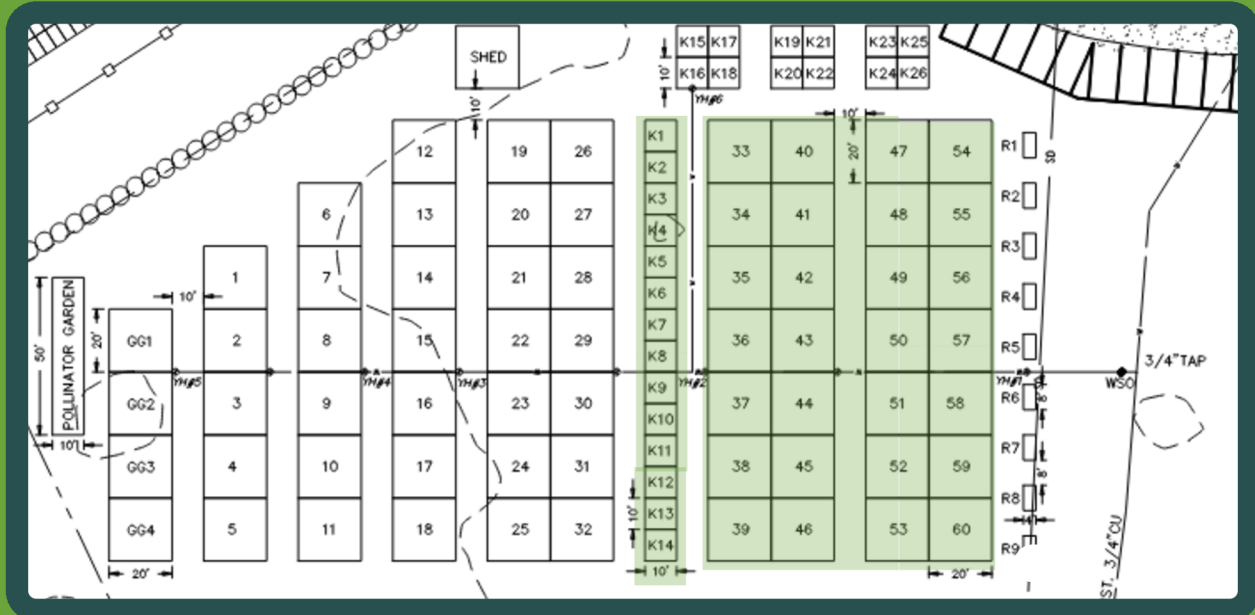 SHED
K15 K17 K19 K21 K23 K25
10' K16 K18 K20 K22 K24 K26
YH#6
10' 10'
12 19 26 K1 33 40 20' 47 54 R1
SD
K2 R2
6 13 20 27 K3 34 41 48 55
K4 R3
1 7 14 21 28 K5 35 42 49 56
10' K6 R4
POLLINATOR GARDEN
50' 20' GG1 2 8 15 22 29 K7 36 43 50 57 R5
K8 3/4"TAP
YH#5 YH#4 YH#3 YH#2 YH#1 WSO
GG2 3 9 16 23 30 K9 37 44 51 58 R6 8'
K10
10' K11 R7
GG3 4 10 17 24 31 K12 38 45 52 59 8'
R8
GG4 5 11 18 25 32 10' K13 39 46 53 60
K14 R9
20' 10' 20'
ST. 3/4"CU